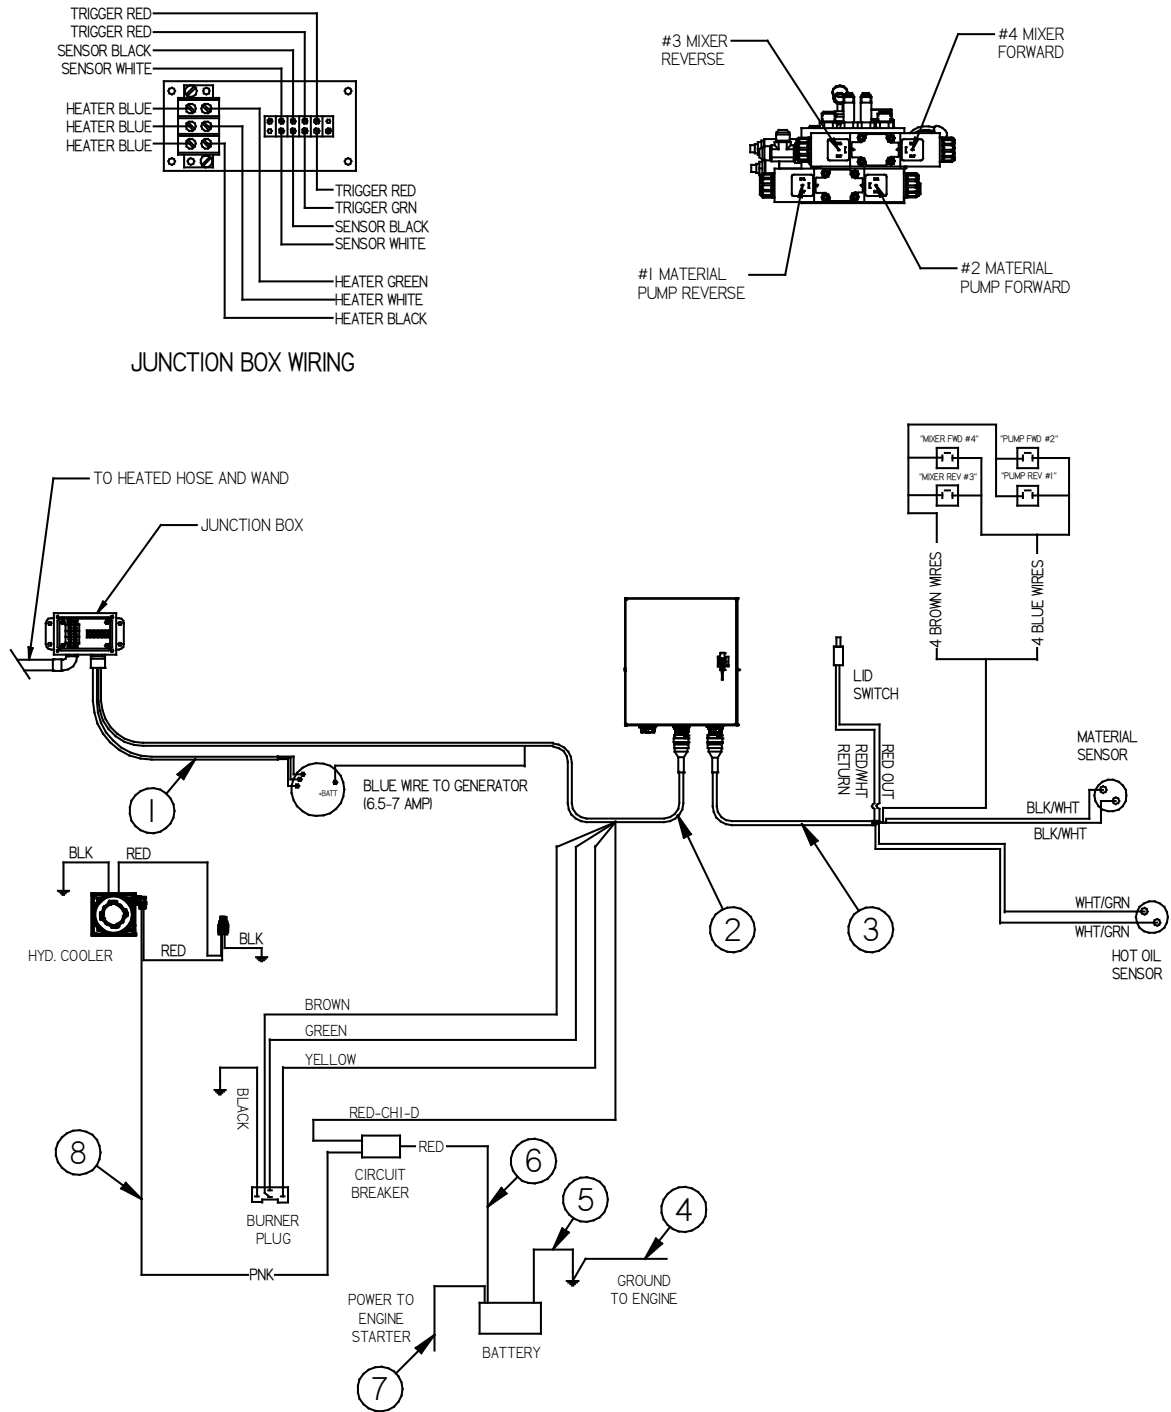 TRIGGER RED
TRIGGER RED
SENSOR BLACK
SENSOR WHITE
HEATER BLUE
HEATER BLUE
HEATER BLUE
TRIGGER RED
TRIGGER GRN
SENSOR BLACK
SENSOR WHITE
HEATER GREEN
HEATER WHITE
HEATER BLACK
JUNCTION BOX WIRING
#3 MIXER
REVERSE
#4 MIXER
FORWARD
#1 MATERIAL
PUMP REVERSE
#2 MATERIAL
PUMP FORWARD
"MIXER FWD #4"
"PUMP FWD #2"
"MIXER REV #3"
"PUMP REV #1"
4 BROWN WIRES
4 BLUE WIRES
TO HEATED HOSE AND WAND
JUNCTION BOX
LID
SWITCH
RED OUT
RED/WHT
RETURN
MATERIAL
SENSOR
BLK/WHT
BLK/WHT
+BATT
BLUE WIRE TO GENERATOR
(6.5-7 AMP)
1
2
3
WHT/GRN
WHT/GRN
HOT OIL
SENSOR
BLK
RED
HYD. COOLER
RED
BLK
BROWN
GREEN
YELLOW
BLACK
RED-CH1-D
RED
CIRCUIT
BREAKER
BURNER
PLUG
8
6
5
4
PNK
GROUND
TO ENGINE
POWER TO
ENGINE
STARTER
BATTERY
7